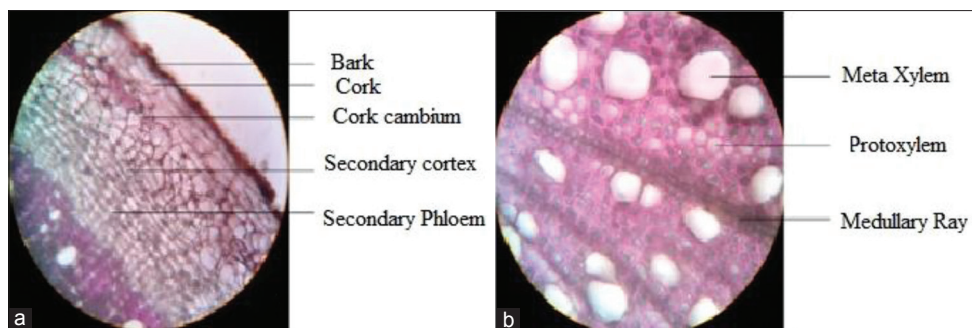 Bark
Cork
Cork cambium
Secondary cortex
Secondary Phloem
a
Meta Xylem
Protoxylem
Medullary Ray
b